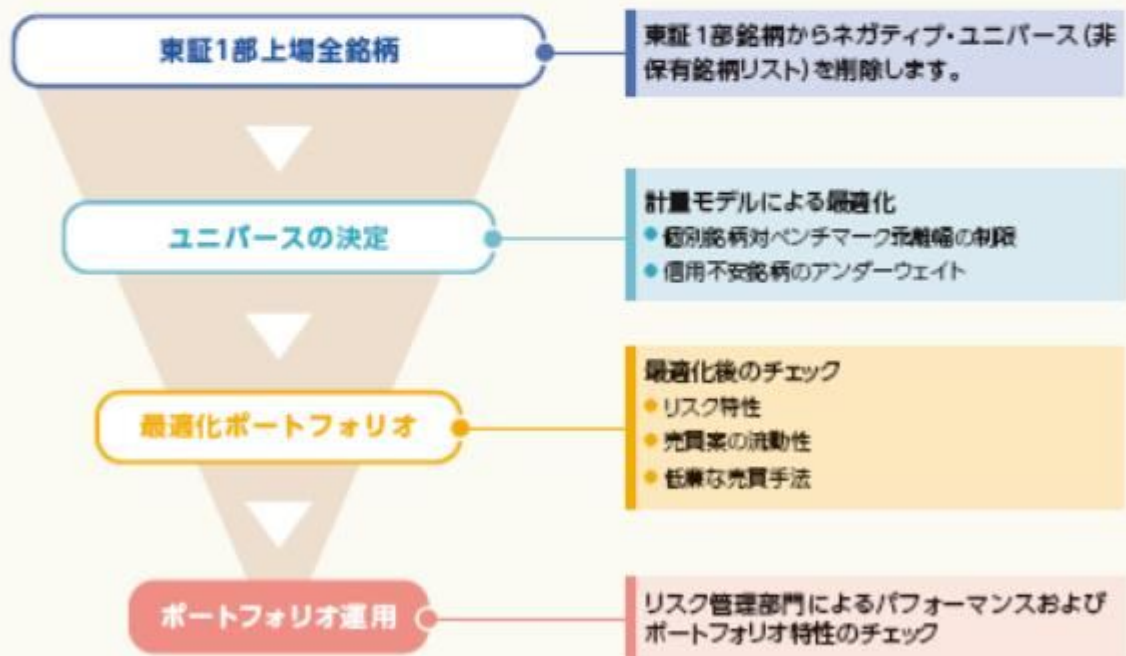 東証1部上場全銘柄
東証1部銘柄からネガティブ・ユニバース(非
保有銘柄リスト)を削除します。
ユニバースの決定
計量モデルによる最適化
● 個別銘柄対ベンチマーク乖離幅の制限
● 信用不安銘柄のアンダーウェイト
最適化ポートフォリオ
最適化後のチェック
● リスク特性
● 売買案の流動性
● 低廉な売買手法
ポートフォリオ運用
リスク管理部門によるパフォーマンスおよび
ポートフォリオ特性のチェック